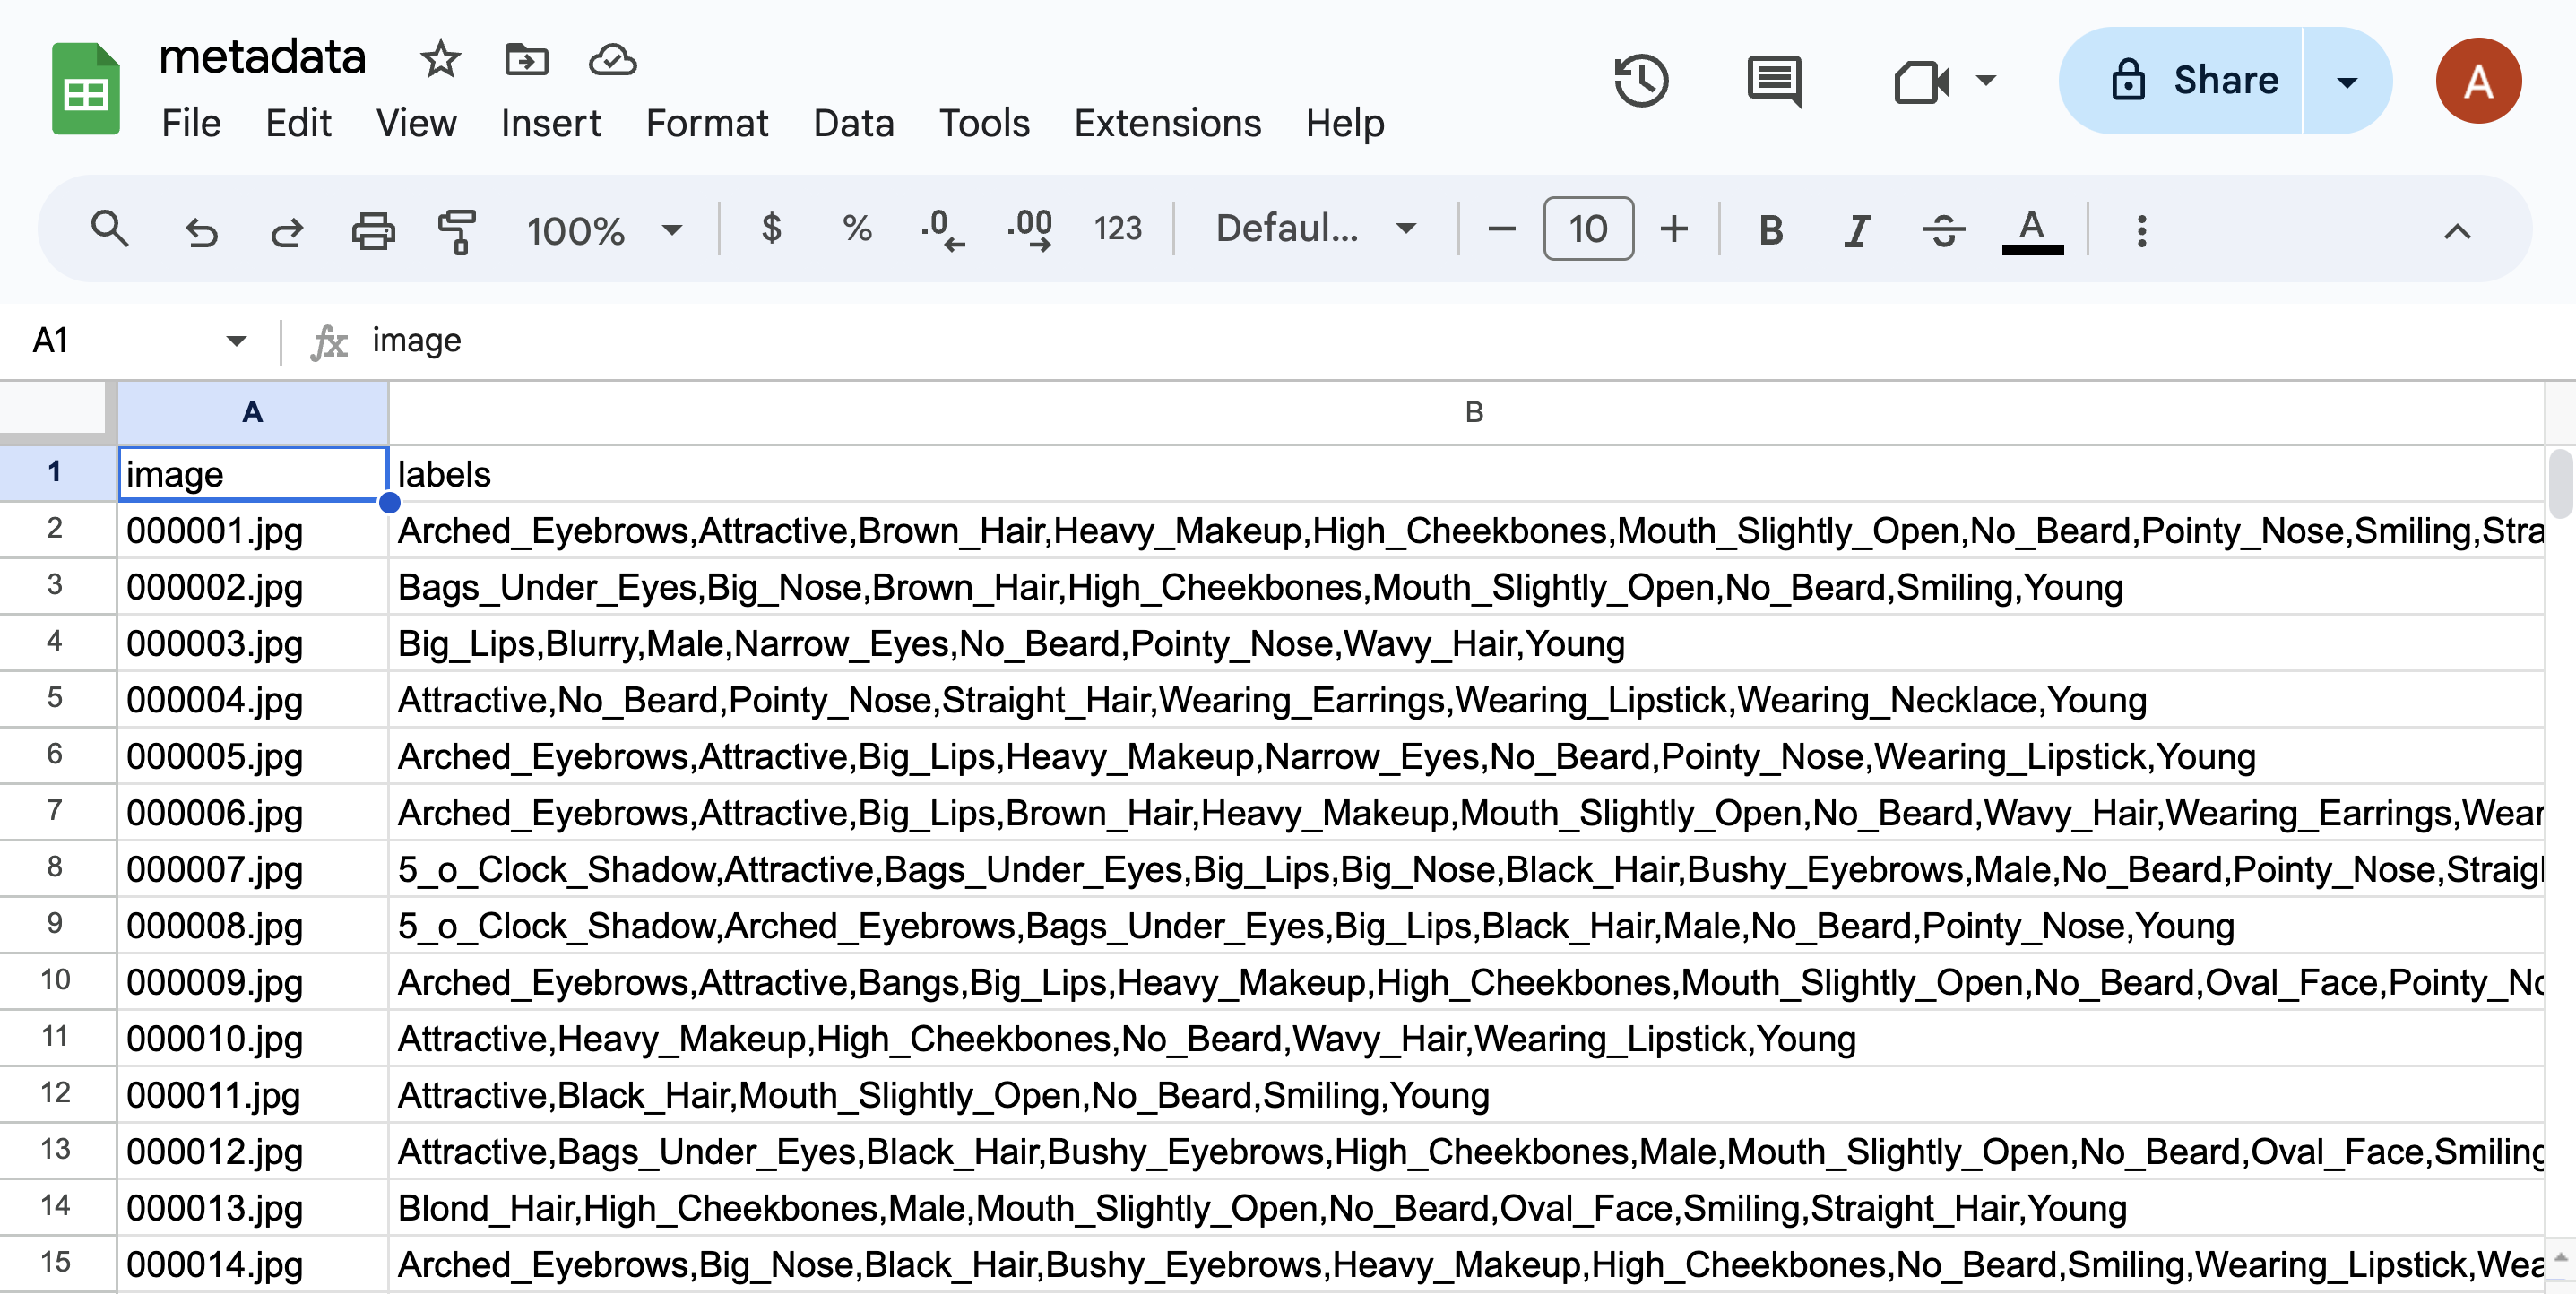 metadata
File Edit View Insert Format Data Tools Extensions Help
Share
A
100% $ % .0 .00 123 Defaul... 10 B I S A
A1 fx image
A B
1 image labels
2 000001.jpg Arched_Eyebrows,Attractive,Brown_Hair,Heavy_Makeup,High_Cheekbones,Mouth_Slightly_Open,No_Beard,Pointy_Nose,Smiling,Stra
3 000002.jpg Bags_Under_Eyes,Big_Nose,Brown_Hair,High_Cheekbones,Mouth_Slightly_Open,No_Beard,Smiling,Young
4 000003.jpg Big_Lips,Blurry,Male,Narrow_Eyes,No_Beard,Pointy_Nose,Wavy_Hair,Young
5 000004.jpg Attractive,No_Beard,Pointy_Nose,Straight_Hair,Wearing_Earrings,Wearing_Lipstick,Wearing_Necklace,Young
6 000005.jpg Arched_Eyebrows,Attractive,Big_Lips,Heavy_Makeup,Narrow_Eyes,No_Beard,Pointy_Nose,Wearing_Lipstick,Young
7 000006.jpg Arched_Eyebrows,Attractive,Big_Lips,Brown_Hair,Heavy_Makeup,Mouth_Slightly_Open,No_Beard,Wavy_Hair,Wearing_Earrings,Wear
8 000007.jpg 5_o_Clock_Shadow,Attractive,Bags_Under_Eyes,Big_Lips,Big_Nose,Black_Hair,Bushy_Eyebrows,Male,No_Beard,Pointy_Nose,Straig
9 000008.jpg 5_o_Clock_Shadow,Arched_Eyebrows,Bags_Under_Eyes,Big_Lips,Black_Hair,Male,No_Beard,Pointy_Nose,Young
10 000009.jpg Arched_Eyebrows,Attractive,Bangs,Big_Lips,Heavy_Makeup,High_Cheekbones,Mouth_Slightly_Open,No_Beard,Oval_Face,Pointy_No
11 000010.jpg Attractive,Heavy_Makeup,High_Cheekbones,No_Beard,Wavy_Hair,Wearing_Lipstick,Young
12 000011.jpg Attractive,Black_Hair,Mouth_Slightly_Open,No_Beard,Smiling,Young
13 000012.jpg Attractive,Bags_Under_Eyes,Black_Hair,Bushy_Eyebrows,High_Cheekbones,Male,Mouth_Slightly_Open,No_Beard,Oval_Face,Smiling
14 000013.jpg Blond_Hair,High_Cheekbones,Male,Mouth_Slightly_Open,No_Beard,Oval_Face,Smiling,Straight_Hair,Young
15 000014.jpg Arched_Eyebrows,Big_Nose,Black_Hair,Bushy_Eyebrows,Heavy_Makeup,High_Cheekbones,No_Beard,Smiling,Wearing_Lipstick,Wea